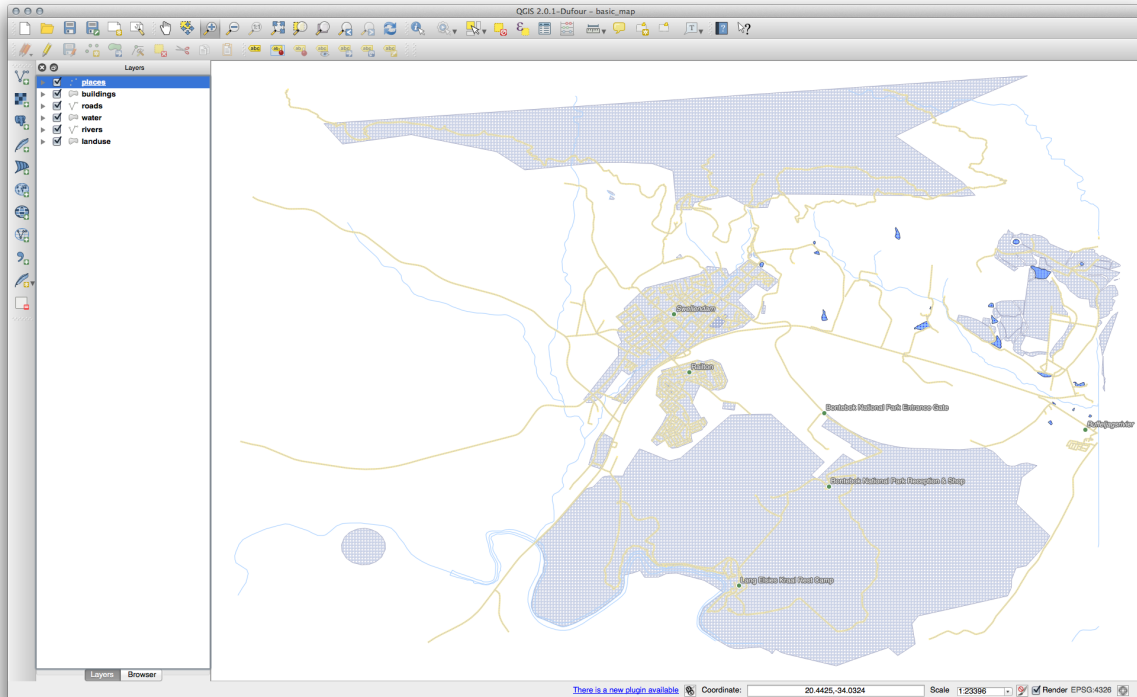 QGIS 2.0.1-Dufour - basic_map
Layers
places
buildings
roads
water
rivers
landuse
Swellendam
Railton
Bontebok National Park Entrance Gate
Buffeljagsrivier
Bontebok National Park Reception & Shop
Lang Elsies Kraal Rest Camp
Layers
Browser
There is a new plugin available
Coordinate:
20.4425,-34.0324
Scale
1:23396
Render
EPSG:4326